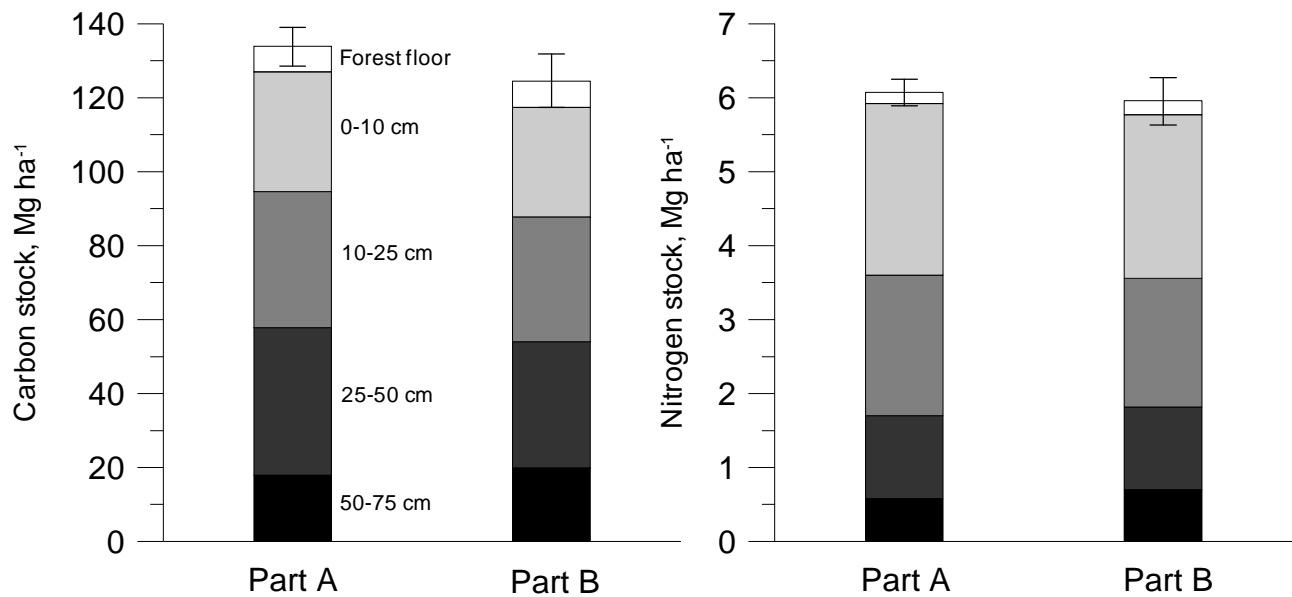 Carbon stock, Mg ha-1
140
120
100
80
60
40
20
0
Forest floor
0-10 cm
10-25 cm
25-50 cm
50-75 cm
Part A
Part B
Nitrogen stock, Mg ha-1
7
6
5
4
3
2
1
0
Part A
Part B